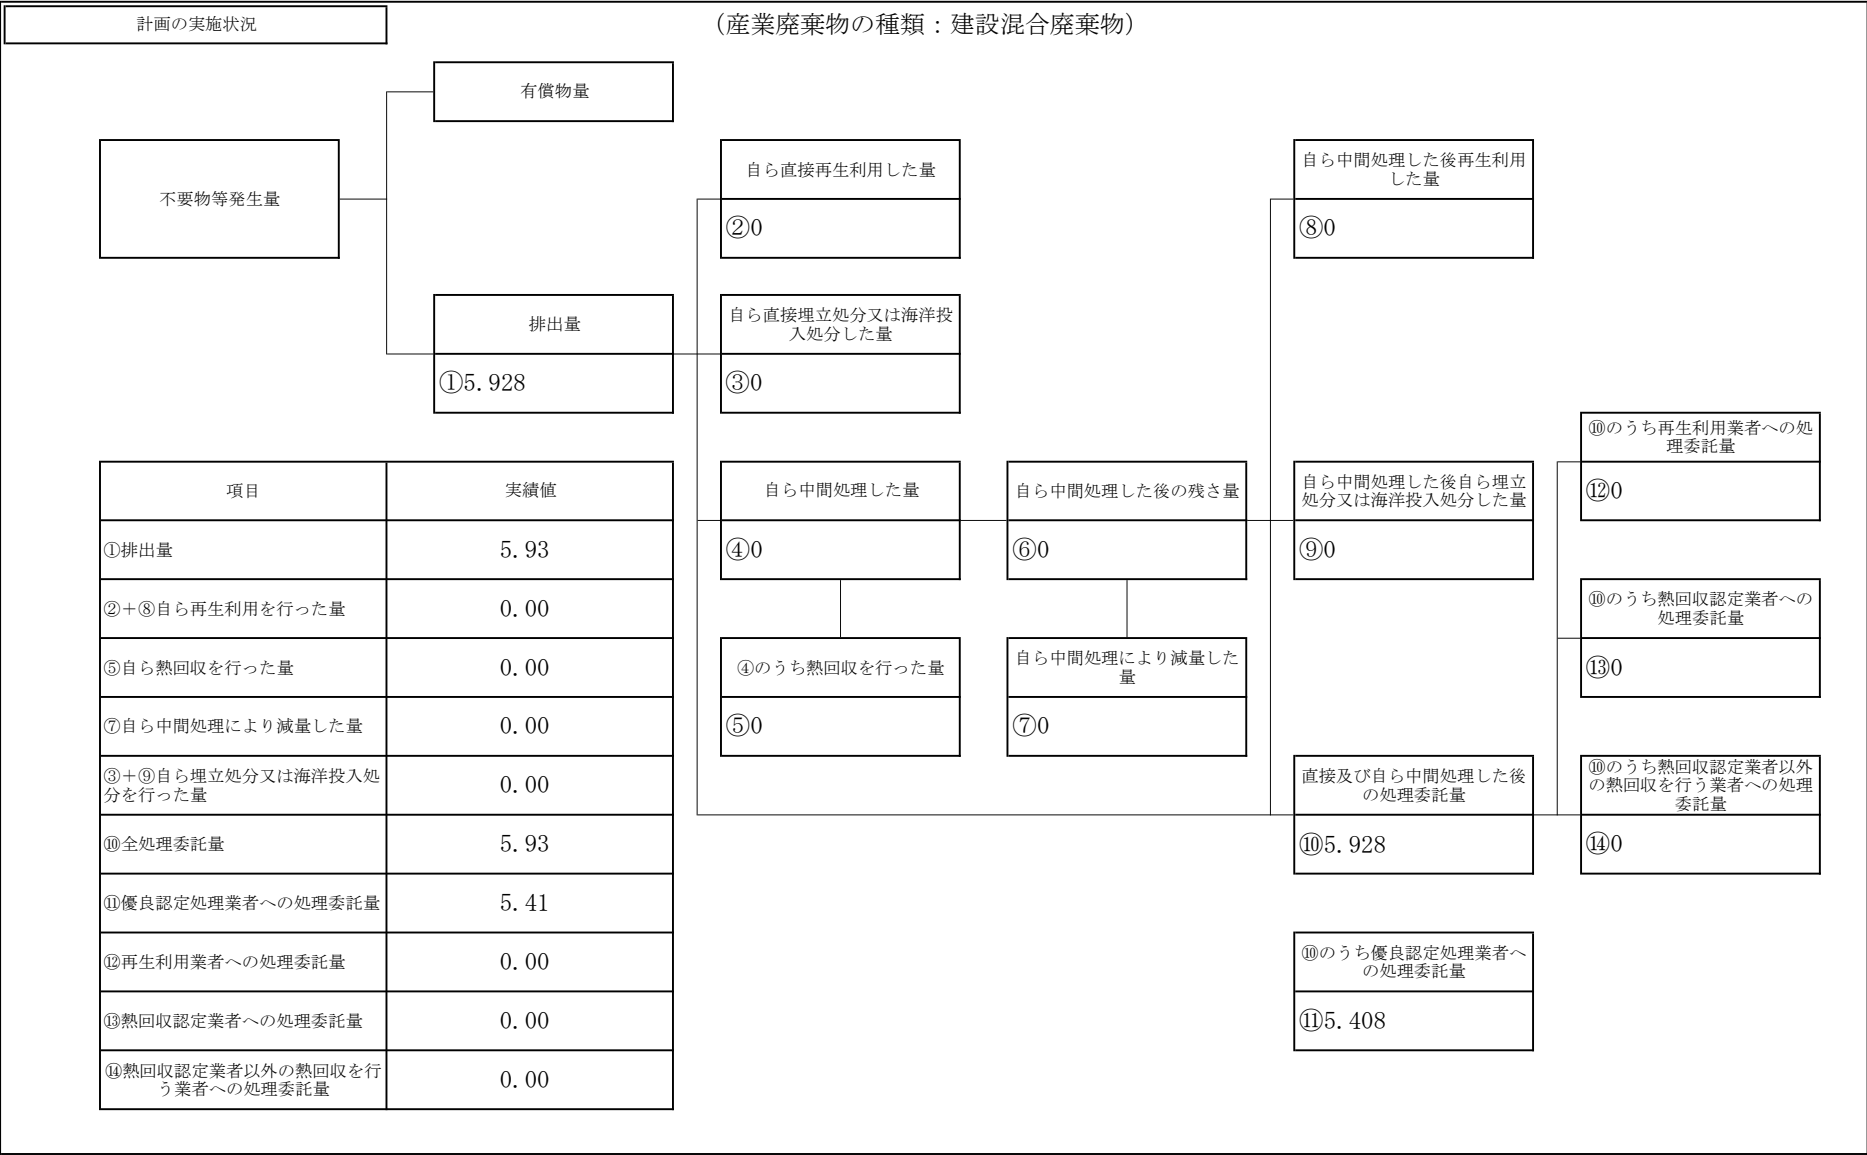 計画の実施状況
（産業廃棄物の種類：建設混合廃棄物）
有償物量
不要物等発生量
自ら直接再生利用した量
②0
自ら中間処理した後再生利用
した量
⑧0
排出量
①5.928
自ら直接埋立処分又は海洋投
入処分した量
③0
自ら中間処理した量
④0
自ら中間処理した後の残さ量
⑥0
自ら中間処理した後自ら埋立
処分又は海洋投入処分した量
⑨0
⑩のうち再生利用業者への処
理委託量
⑫0
④のうち熱回収を行った量
⑤0
自ら中間処理により減量した
量
⑦0
⑩のうち熱回収認定業者への
処理委託量
⑬0
直接及び自ら中間処理した後
の処理委託量
⑩5.928
⑩のうち熱回収認定業者以外
の熱回収を行う業者への処理
委託量
⑭0
⑩のうち優良認定処理業者へ
の処理委託量
⑪5.408
項目 実績値
①排出量 5.93
②＋⑧自ら再生利用を行った量 0.00
⑤自ら熱回収を行った量 0.00
⑦自ら中間処理により減量した量 0.00
③＋⑨自ら埋立処分又は海洋投入処
分を行った量 0.00
⑩全処理委託量 5.93
⑪優良認定処理業者への処理委託量 5.41
⑫再生利用業者への処理委託量 0.00
⑬熱回収認定業者への処理委託量 0.00
⑭熱回収認定業者以外の熱回収を行
う業者への処理委託量 0.00